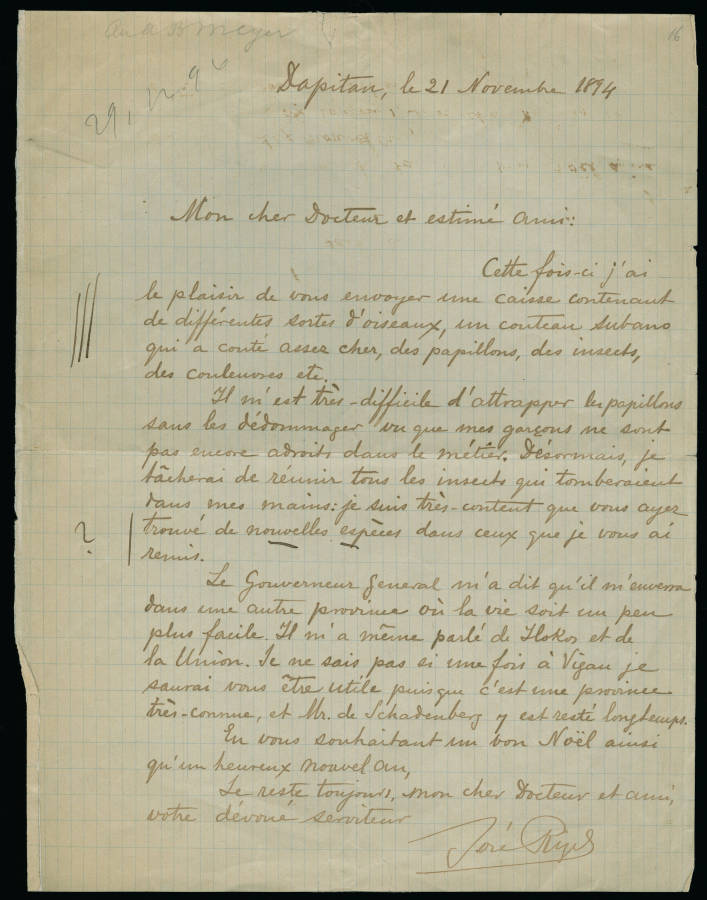 An A B Meyer
16
29, 12. 94
Dapitan, le 21 Novembre 1894
Mon cher Docteur et estimé ami:
Cette fois-ci j'ai
le plaisir de vous envoyer une caisse contenant
de différentes sortes d'oiseaux, un couteau subano
qui a couté assez cher, des papillons, des insects,
des couleuvres etc.
Il m'est très-difficile d'attrapper les papillons
sans les dédommager vu que mes garçons ne sont
pas encore adroits dans le métier. Désormais, je
tâcherai de réunir tous les insects qui tomberaient
dans mes mains: je suis très-content que vous ayez
? trouvé de nouvelles espèces dans ceux que je vous ai
remis.
Le Gouverneur general m'a dit qu'il m'enverra
dans une autre province où la vie soit un peu
plus facile. Il m'a même parlé de Ilokos et de
la Union. Je ne sais pas si une fois à Vigan je
saurai vous être utile puisque c'est une province
très-connue, et Mr. de Schadenberg y est resté longtemps.
En vous souhaitant un bon Noël ainsi
qu'un heureux nouvel an,
Je reste toujours, mon cher Docteur et ami,
votre dévoué serviteur
José Rizal